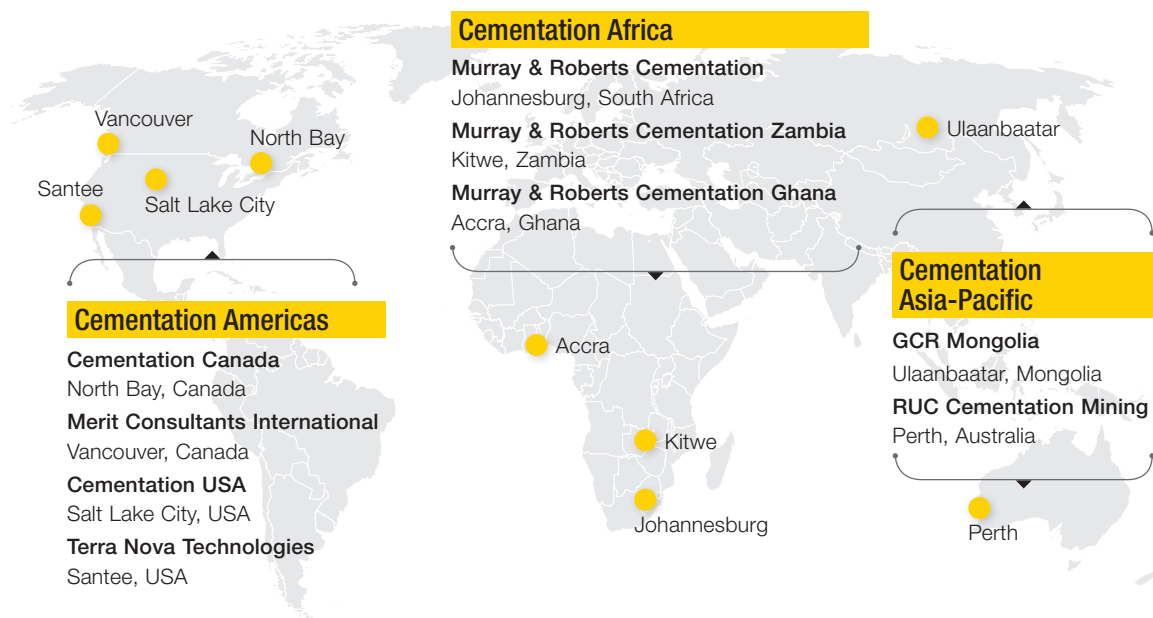 Cementation Africa
Murray & Roberts Cementation
Johannesburg, South Africa
Murray & Roberts Cementation Zambia
Kitwe, Zambia
Murray & Roberts Cementation Ghana
Accra, Ghana
Vancouver
North Bay
Santee
Salt Lake City
Ulaanbaatar
Cementation Americas
Cementation Canada
North Bay, Canada
Merit Consultants International
Vancouver, Canada
Cementation USA
Salt Lake City, USA
Terra Nova Technologies
Santee, USA
Accra
Kitwe
Johannesburg
Cementation
Asia-Pacific
GCR Mongolia
Ulaanbaatar, Mongolia
RUC Cementation Mining
Perth, Australia
Perth